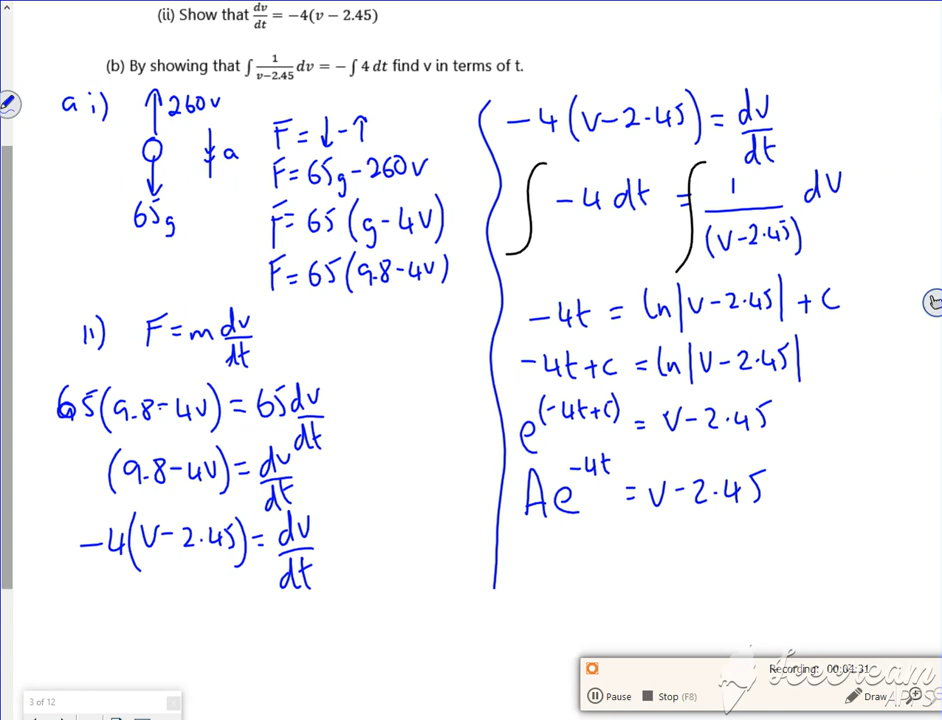 (ii) Show that dv/dt = −4(v − 2.45)
(b) By showing that ∫ 1/(v−2.45) dv = − ∫ 4 dt find v in terms of t.
a i)
↑ 260v
↓ a
65g
F = ↓ - ↑
F = 65g - 260v
F = 65 (g - 4v)
F = 65 (9.8 - 4v)
ii) F = m dv/dt
65(9.8 - 4v) = 65 dv/dt
(9.8 - 4v) = dv/dt
-4(v - 2.45) = dv/dt
-4(v - 2.45) = dv/dt
∫ -4 dt = ∫ 1/(v-2.45) dv
-4t = ln|v - 2.45| + c
-4t + c = ln|v - 2.45|
e^(-4t+c) = v - 2.45
Ae^-4t = v - 2.45
Recording: 00:04:31
Pause Stop (F8) Draw
Icecream
APPS
3 of 12